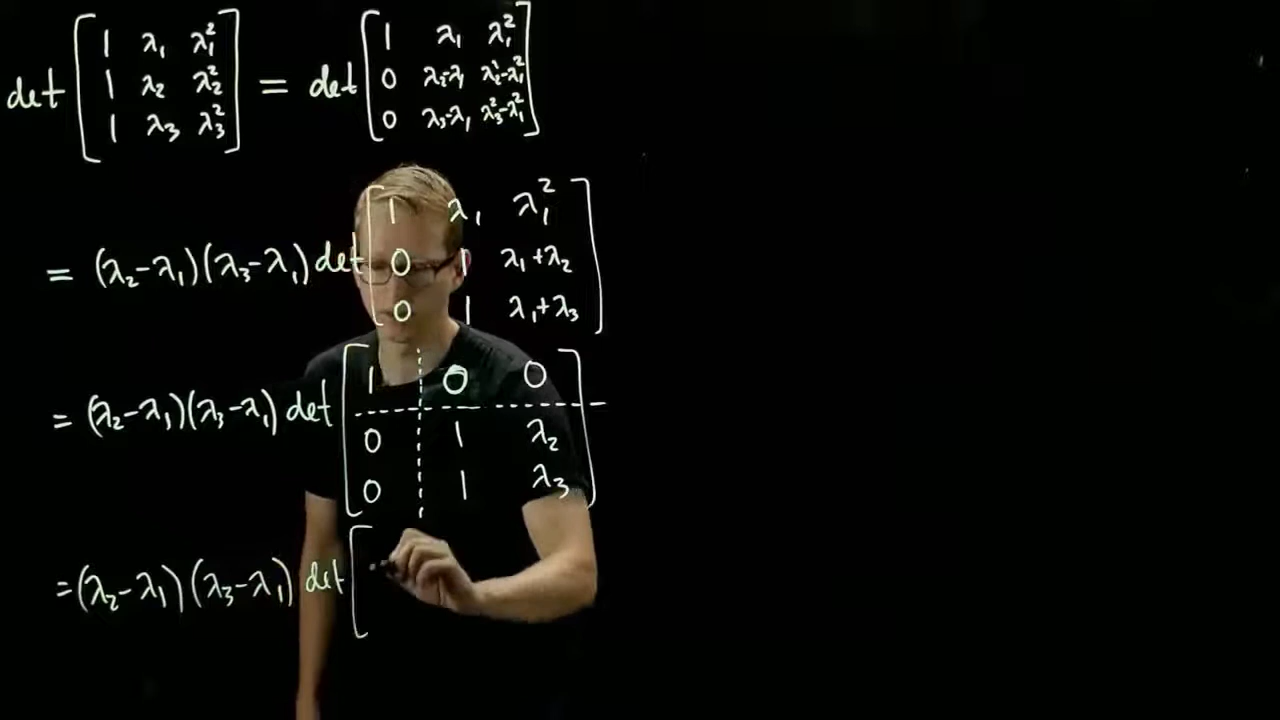 det [ 1 λ₁ λ₁² = det [ 1 λ₁ λ₁²
1 λ₂ λ₂² 0 λ₂-λ₁ λ₂²-λ₁²
1 λ₃ λ₃² ] 0 λ₃-λ₁ λ₃²-λ₁² ]
= (λ₂-λ₁)(λ₃-λ₁) det [ 1 λ₁ λ₁²
0 1 λ₁+λ₂
0 1 λ₁+λ₃ ]
= (λ₂-λ₁)(λ₃-λ₁) det [ 1 0 0
0 1 λ₂
0 1 λ₃ ]
= (λ₂-λ₁)(λ₃-λ₁) det [